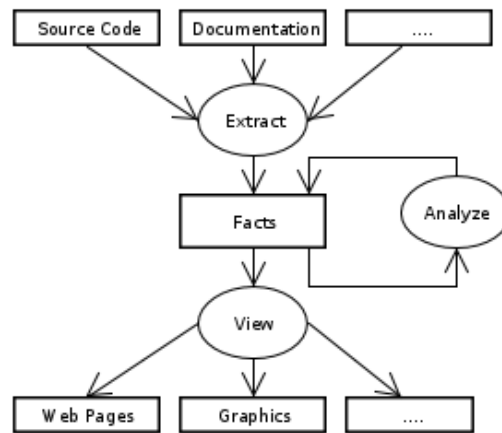 Source Code
Documentation
....
Extract
Facts
Analyze
View
Web Pages
Graphics
....